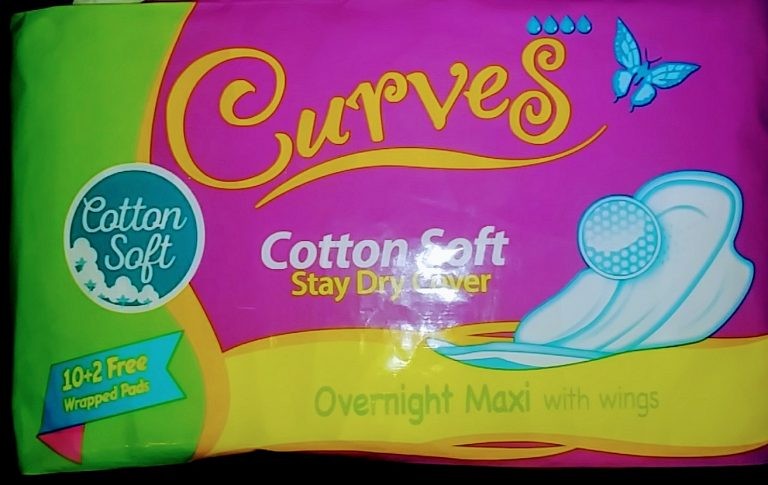 Curves
Cotton
Soft
Cotton Soft
Stay Dry Cover
10+2 Free
Wrapped Pads
Overnight Maxi with wings